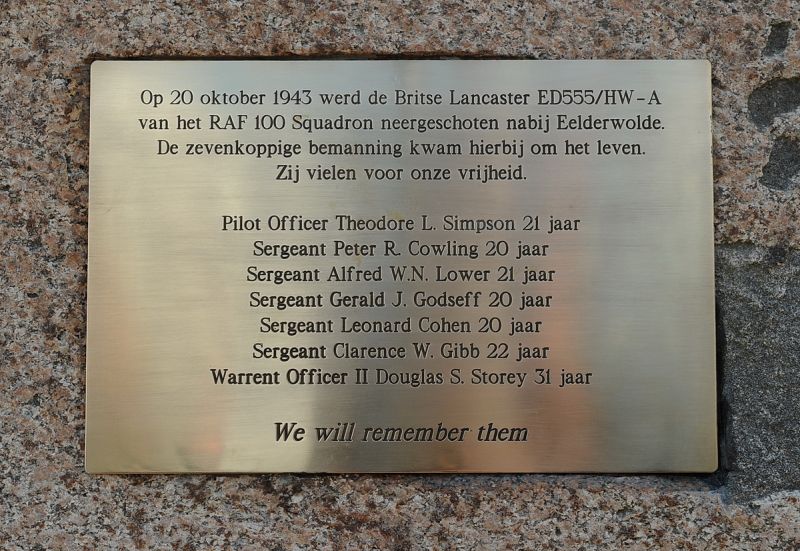 Op 20 oktober 1943 werd de Britse Lancaster ED555/HW-A
van het RAF 100 Squadron neergeschoten nabij Eelderwolde.
De zevenkoppige bemanning kwam hierbij om het leven.
Zij vielen voor onze vrijheid.
Pilot Officer Theodore L. Simpson 21 jaar
Sergeant Peter R. Cowling 20 jaar
Sergeant Alfred W.N. Lower 21 jaar
Sergeant Gerald J. Godseff 20 jaar
Sergeant Leonard Cohen 20 jaar
Sergeant Clarence W. Gibb 22 jaar
Warrent Officer II Douglas S. Storey 31 jaar
We will remember them